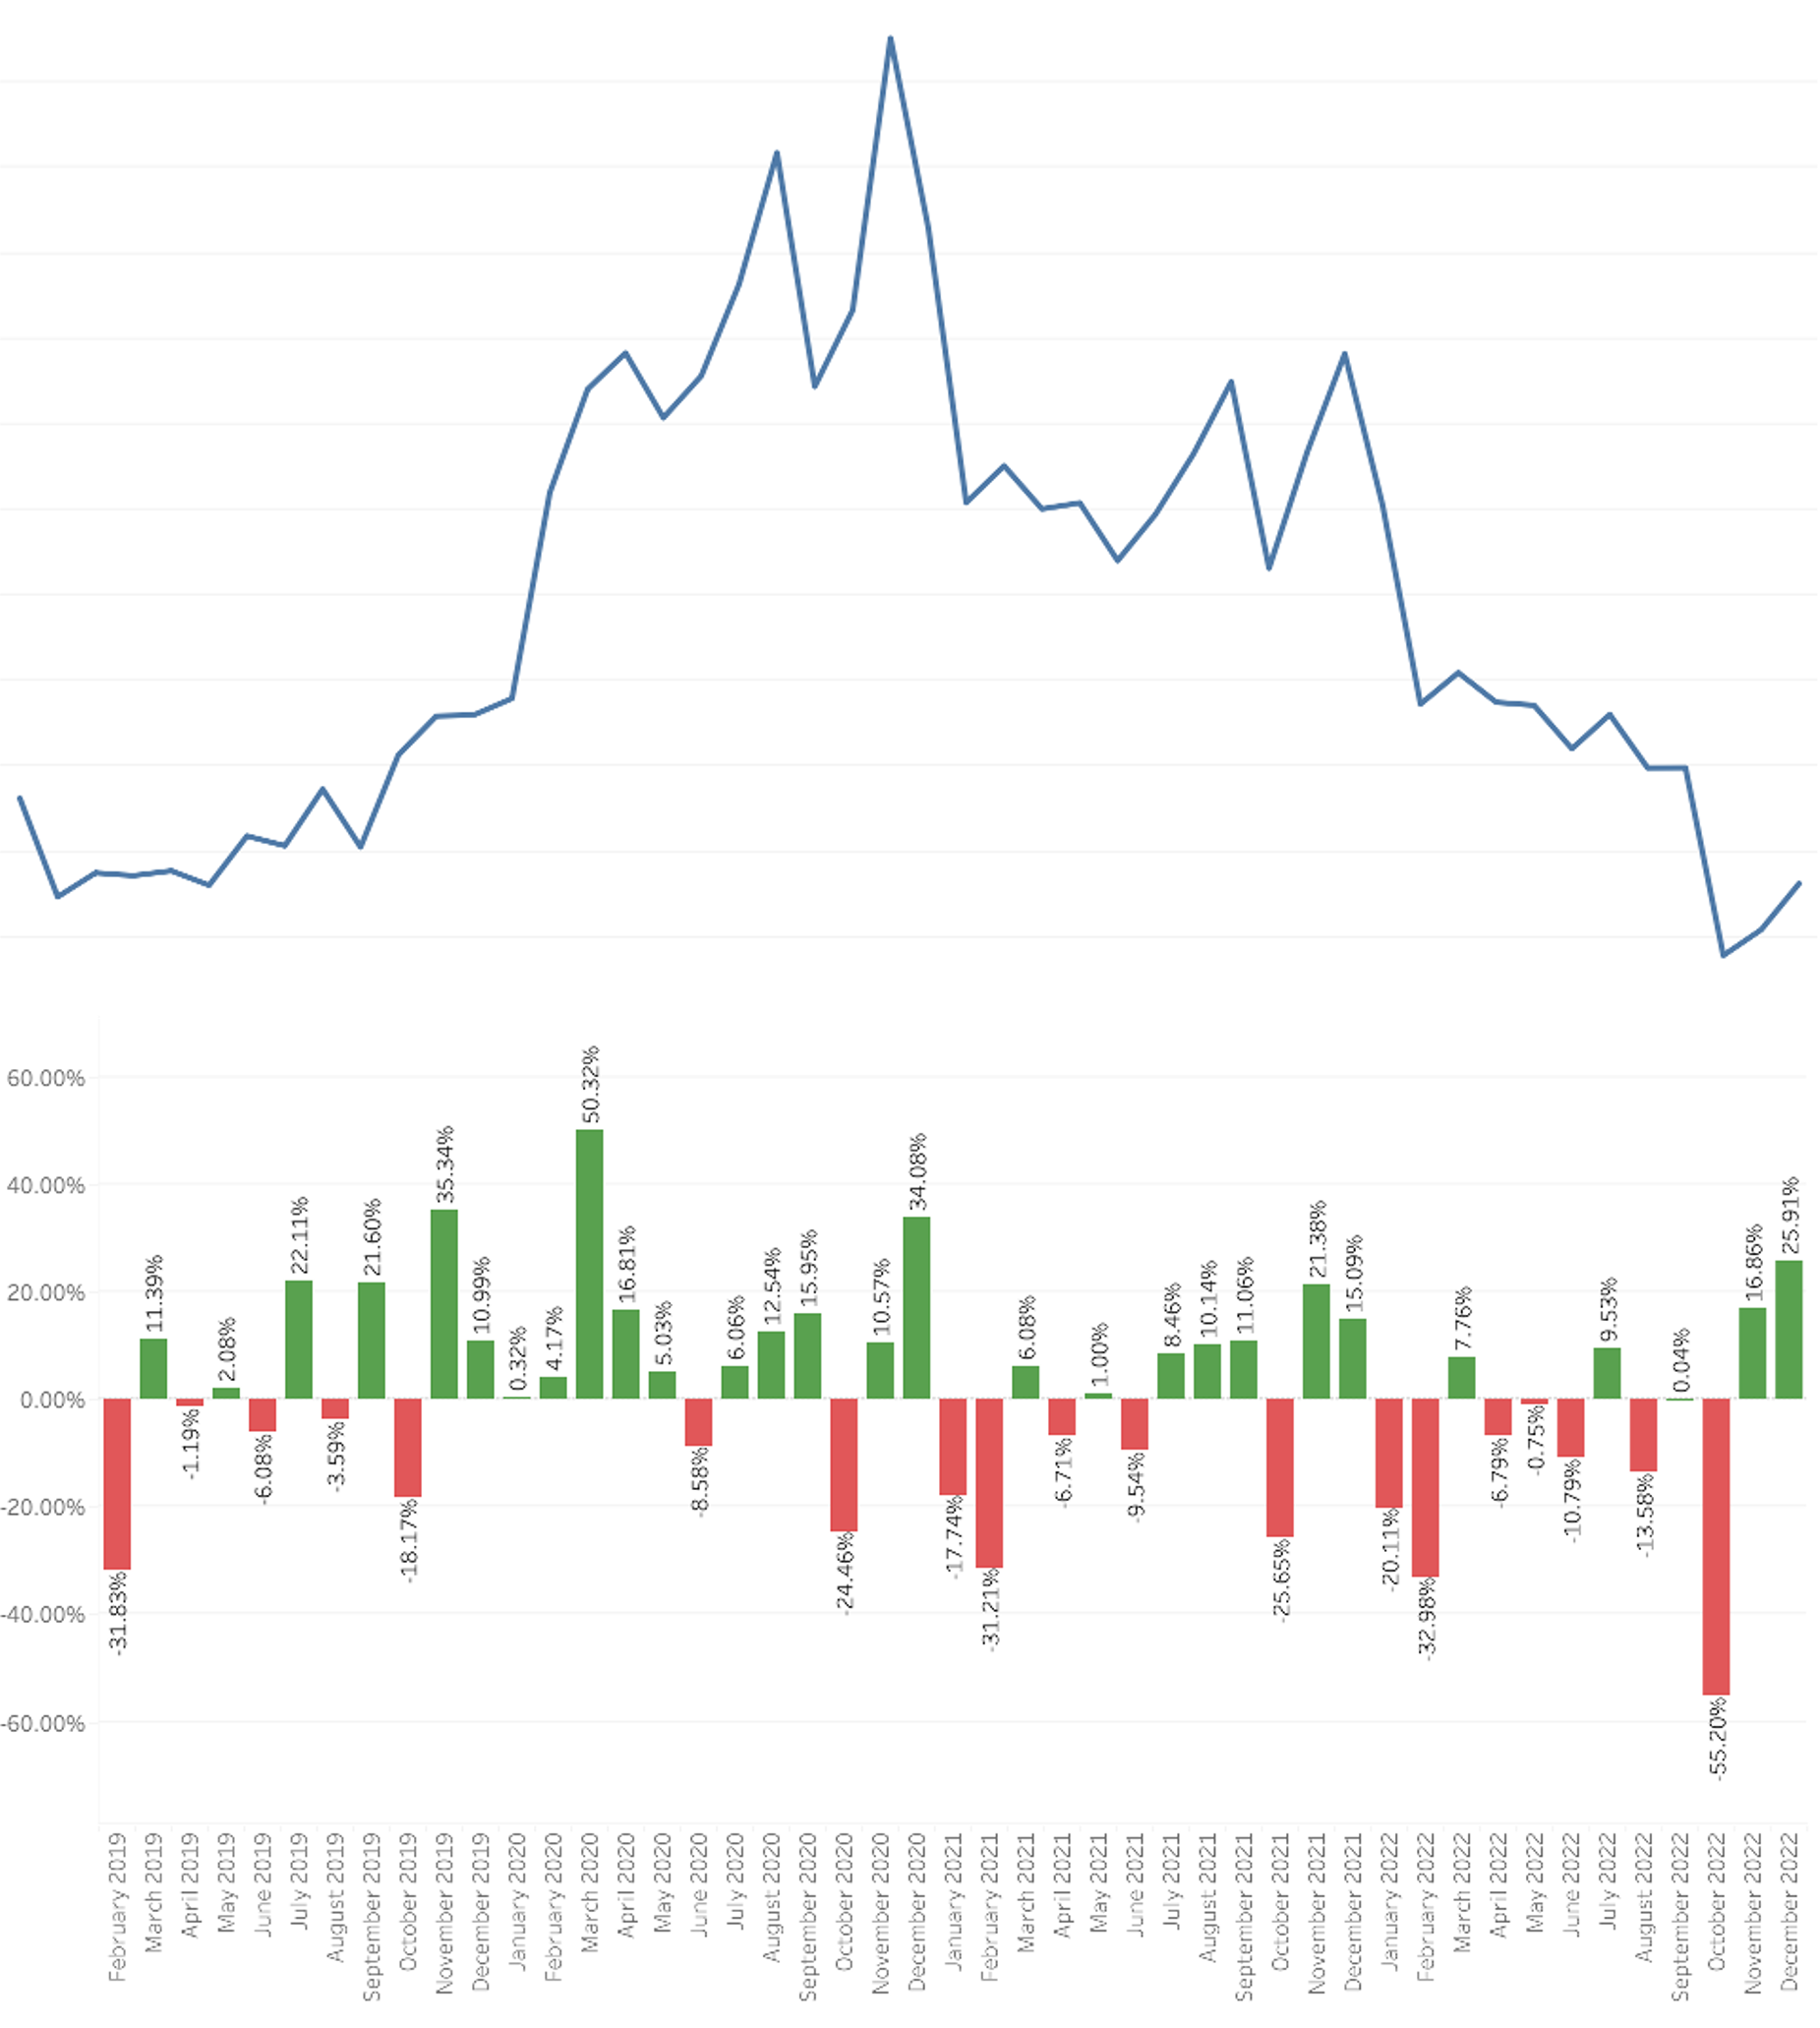 60.00%
40.00%
20.00%
0.00%
-20.00%
-40.00%
-60.00%
-31.83%
11.39%
-1.19%
2.08%
-6.08%
22.11%
-3.59%
21.60%
-18.17%
35.34%
10.99%
0.32%
4.17%
50.32%
16.81%
5.03%
-8.58%
6.06%
12.54%
15.95%
-24.46%
10.57%
34.08%
-17.74%
-31.21%
6.08%
-6.71%
1.00%
-9.54%
8.46%
10.14%
11.06%
-25.65%
21.38%
15.09%
-20.11%
-32.98%
7.76%
-6.79%
-0.75%
-10.79%
9.53%
-13.58%
0.04%
-55.20%
16.86%
25.91%
February 2019
March 2019
April 2019
May 2019
June 2019
July 2019
August 2019
September 2019
October 2019
November 2019
December 2019
January 2020
February 2020
March 2020
April 2020
May 2020
June 2020
July 2020
August 2020
September 2020
October 2020
November 2020
December 2020
January 2021
February 2021
March 2021
April 2021
May 2021
June 2021
July 2021
August 2021
September 2021
October 2021
November 2021
December 2021
January 2022
February 2022
March 2022
April 2022
May 2022
June 2022
July 2022
August 2022
September 2022
October 2022
November 2022
December 2022